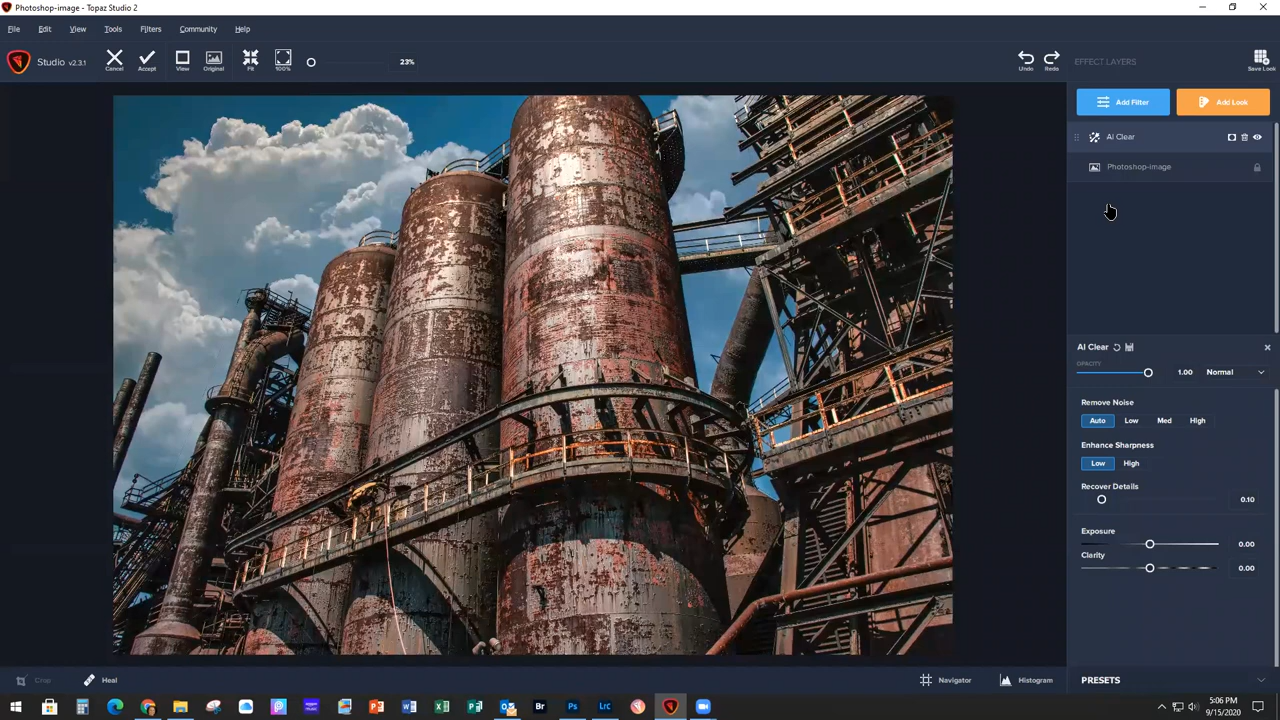 Photoshop-image - Topaz Studio 2
File Edit View Tools Filters Community Help
Studio v2.3.1 Cancel Accept View Original Fit 100% 23% Undo Redo EFFECT LAYERS Save Look
Add Filter Add Look
AI Clear
Photoshop-image
AI Clear
OPACITY
1.00 Normal
Remove Noise
Auto Low Med High
Enhance Sharpness
Low High
Recover Details
0.10
Exposure
0.00
Clarity
0.00
Crop Heal Navigator Histogram PRESETS
5:06 PM
9/15/2020